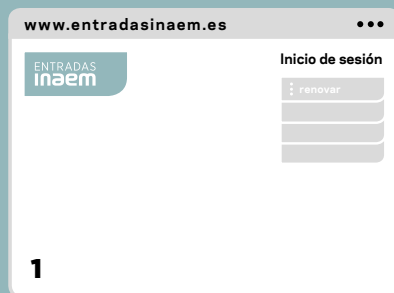 www.entradasinaem.es
ENTRADAS
inaem
Inicio de sesión
renovar
1